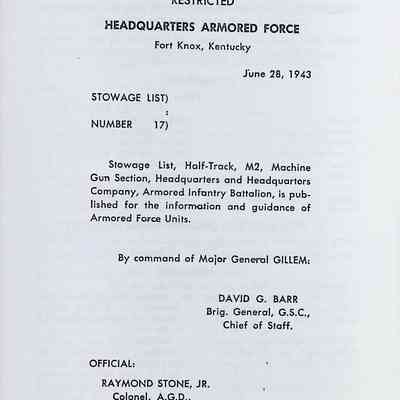 RESTRICTED
HEADQUARTERS ARMORED FORCE
Fort Knox, Kentucky
June 28, 1943
STOWAGE LIST)
:
NUMBER 17)
Stowage List, Half-Track, M2, Machine
Gun Section, Headquarters and Headquarters
Company, Armored Infantry Battalion, is pub-
lished for the information and guidance of
Armored Force Units.
By command of Major General GILLEM:
DAVID G. BARR
Brig. General, G.S.C.,
Chief of Staff.
OFFICIAL:
RAYMOND STONE, JR.
Colonel, A.G.D.,